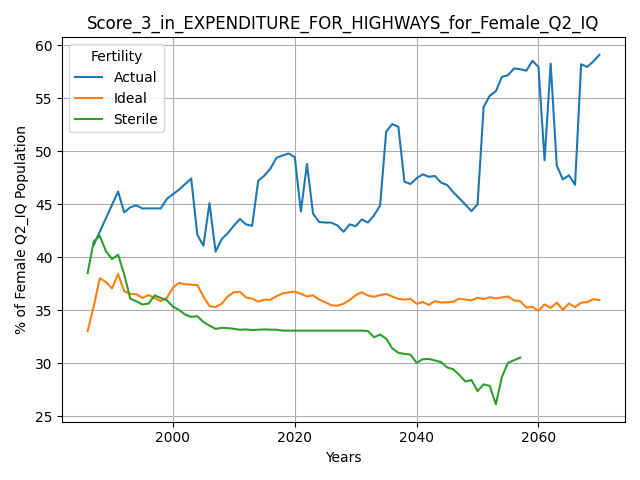 Score_3_in_EXPENDITURE_FOR_HIGHWAYS_for_Female_Q2_IQ
Fertility
Actual
Ideal
Sterile
% of Female Q2_IQ Population
60
55
50
45
40
35
30
25
2000
2020
2040
2060
Years